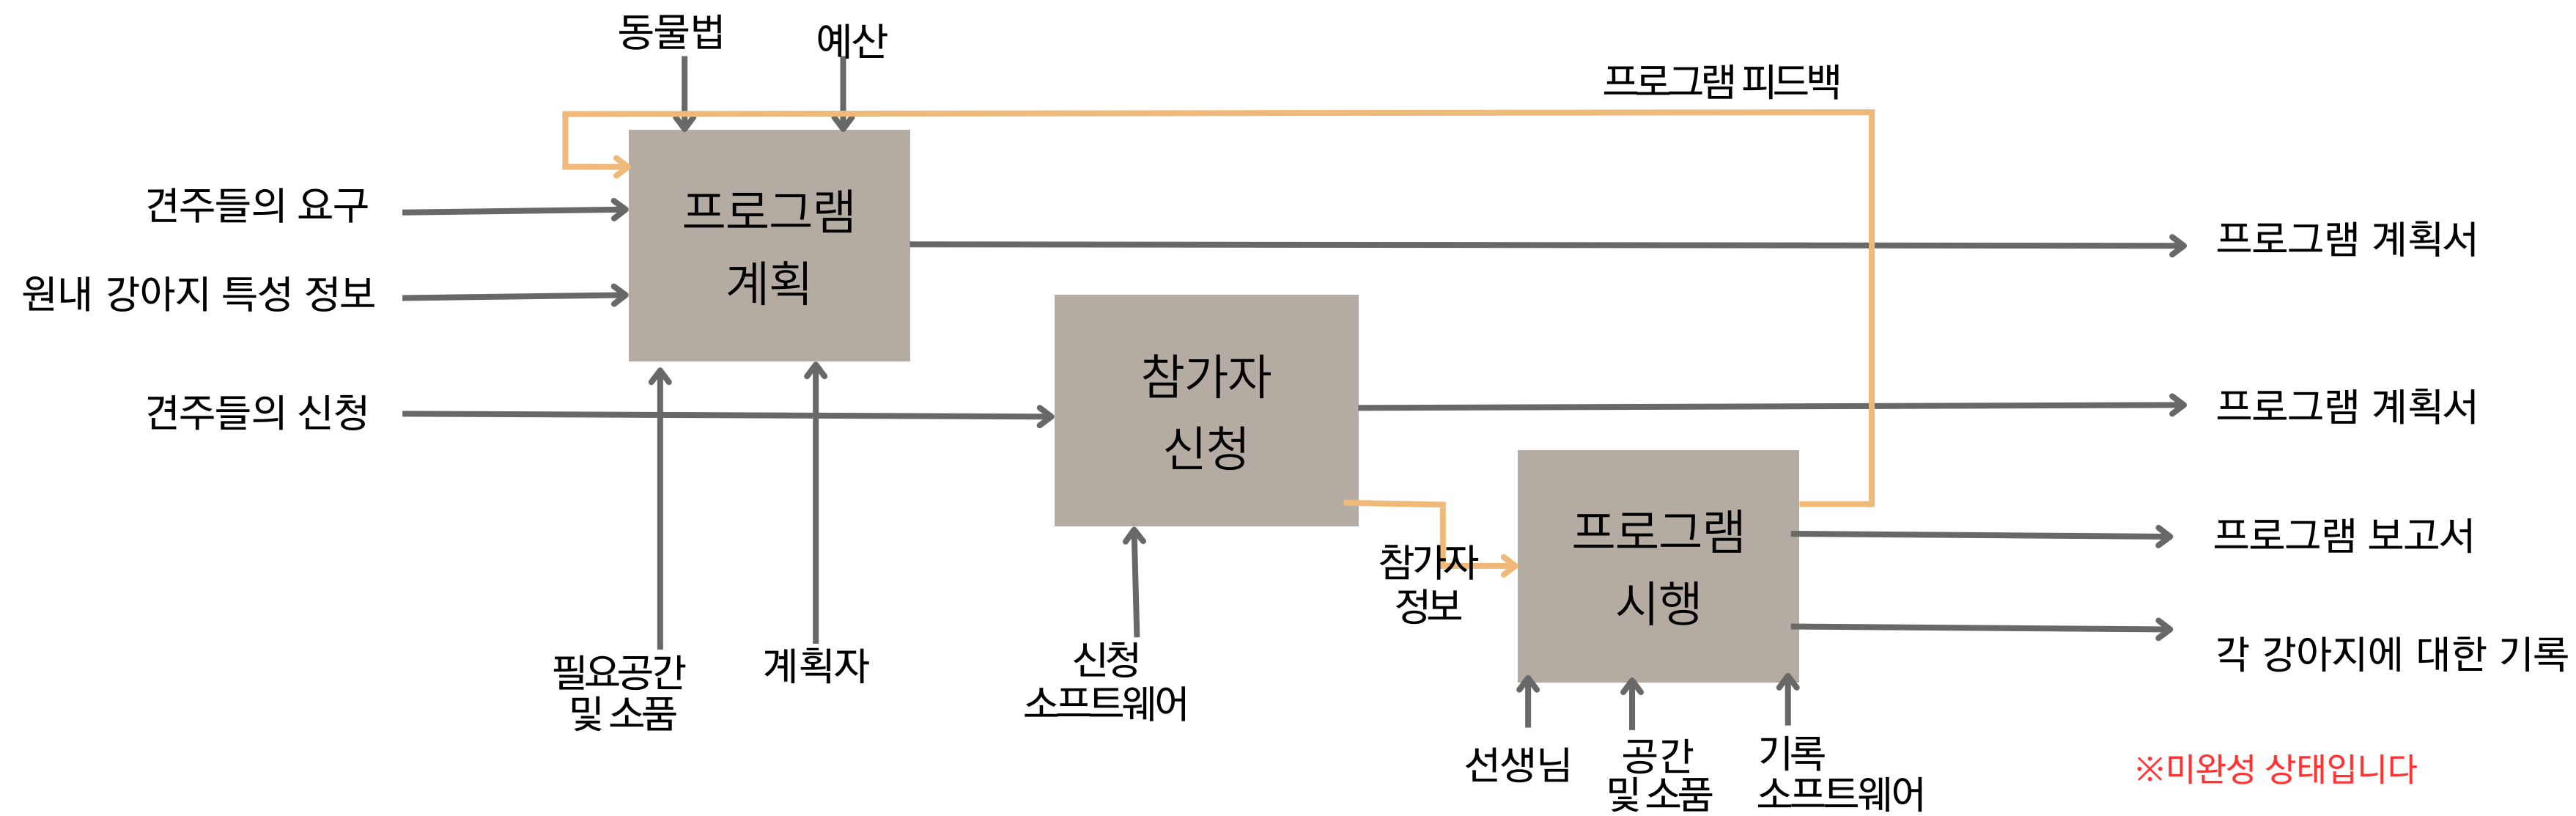 동물법
예산
프로그램 피드백
견주들의 요구
원내 강아지 특성 정보
견주들의 신청
프로그램
계획
참가자
신청
프로그램
시행
참가자
정보
프로그램 계획서
프로그램 계획서
프로그램 보고서
각 강아지에 대한 기록
필요공간
및 소품
계획자
신청
소프트웨어
선생님
공간
및 소품
기록
소프트웨어
※미완성 상태입니다